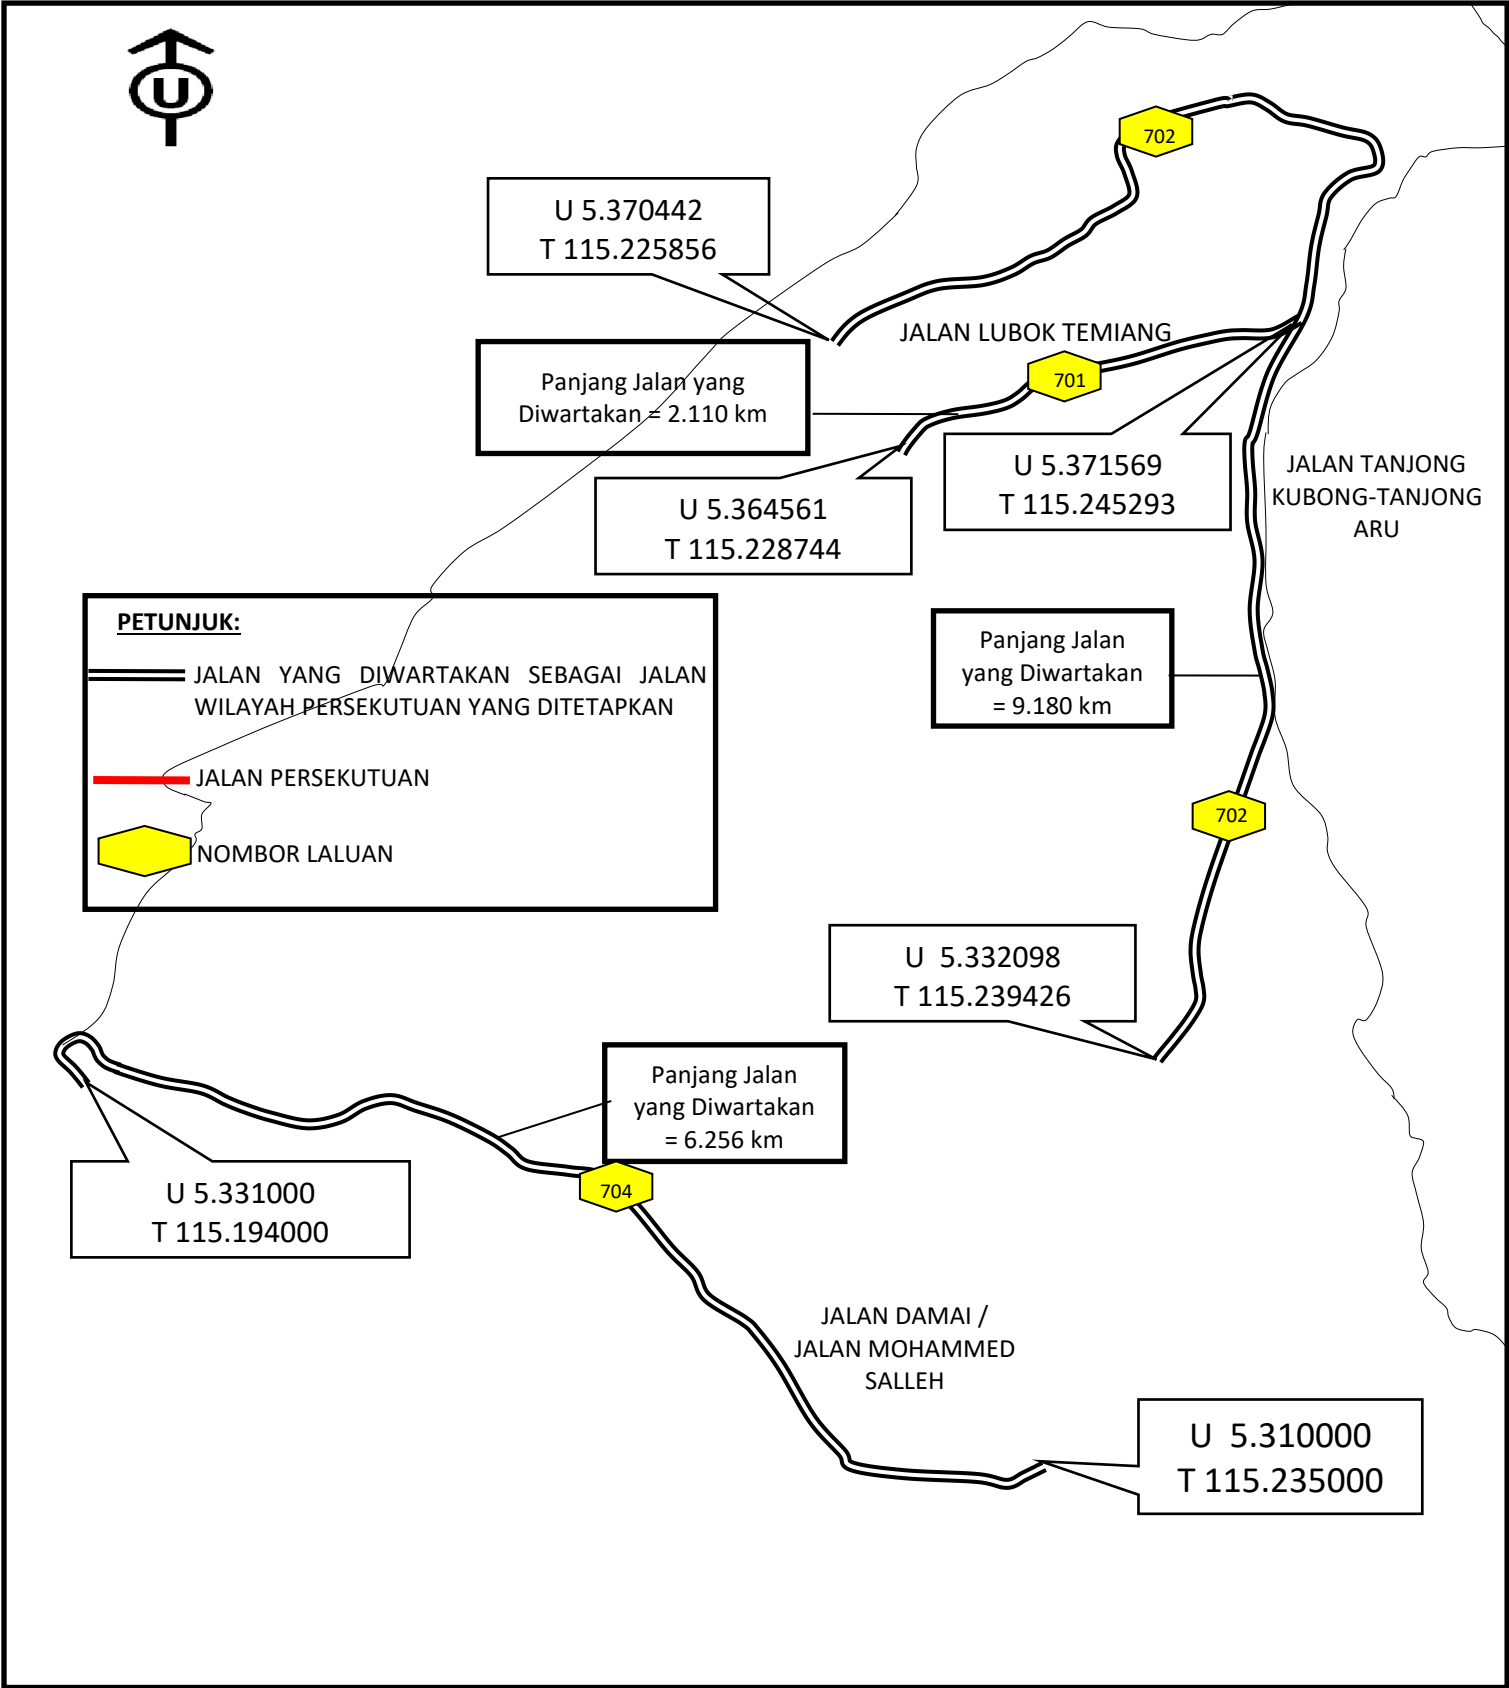 U
702
U 5.370442
T 115.225856
JALAN LUBOK TEMIANG
Panjang Jalan yang
Diwartakan = 2.110 km
701
U 5.371569
T 115.245293
JALAN TANJONG
KUBONG-TANJONG
ARU
U 5.364561
T 115.228744
PETUNJUK:
JALAN YANG DIWARTAKAN SEBAGAI JALAN
WILAYAH PERSEKUTUAN YANG DITETAPKAN
JALAN PERSEKUTUAN
NOMBOR LALUAN
Panjang Jalan
yang Diwartakan
= 9.180 km
702
U 5.332098
T 115.239426
Panjang Jalan
yang Diwartakan
= 6.256 km
704
U 5.331000
T 115.194000
JALAN DAMAI /
JALAN MOHAMMED
SALLEH
U 5.310000
T 115.235000